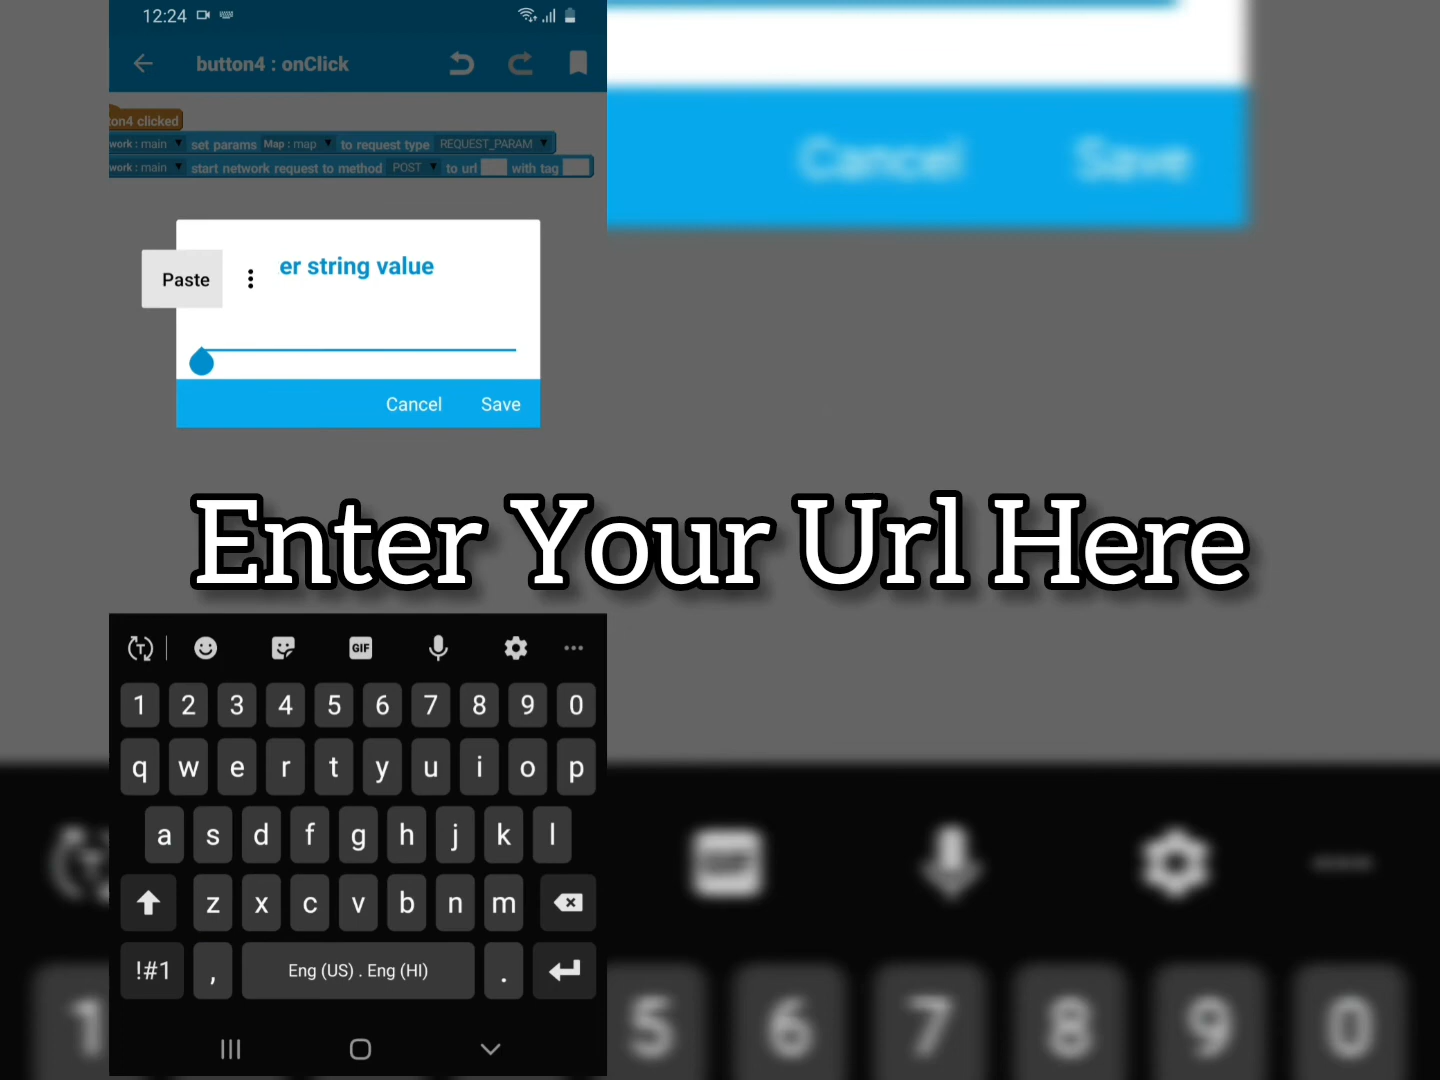 12:24
button4 : onClick
ton4 clicked
work : main set params Map : map to request type REQUEST_PARAM
work : main start network request to method POST to url with tag
er string value
Paste
Cancel Save
Cancel Save
Enter Your Url Here
GIF
1 2 3 4 5 6 7 8 9 0
q w e r t y u i o p
a s d f g h j k l
z x c v b n m
!#1 , Eng (US) . Eng (HI) .
1 5 6 7 8 9 0